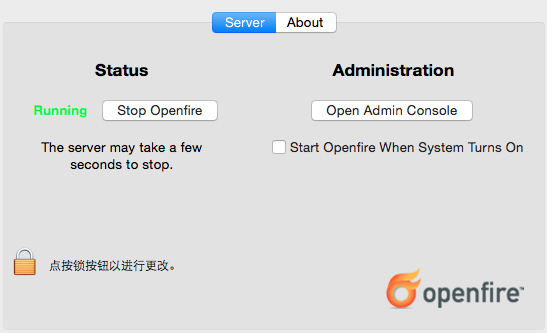 Server About
Status
Administration
Running Stop Openfire
Open Admin Console
The server may take a few
seconds to stop.
Start Openfire When System Turns On
点按锁按钮以进行更改。
openfire™